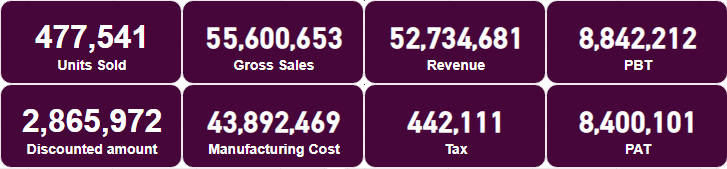 477,541
Units Sold
55,600,653
Gross Sales
52,734,681
Revenue
8,842,212
PBT
2,865,972
Discounted amount
43,892,469
Manufacturing Cost
442,111
Tax
8,400,101
PAT